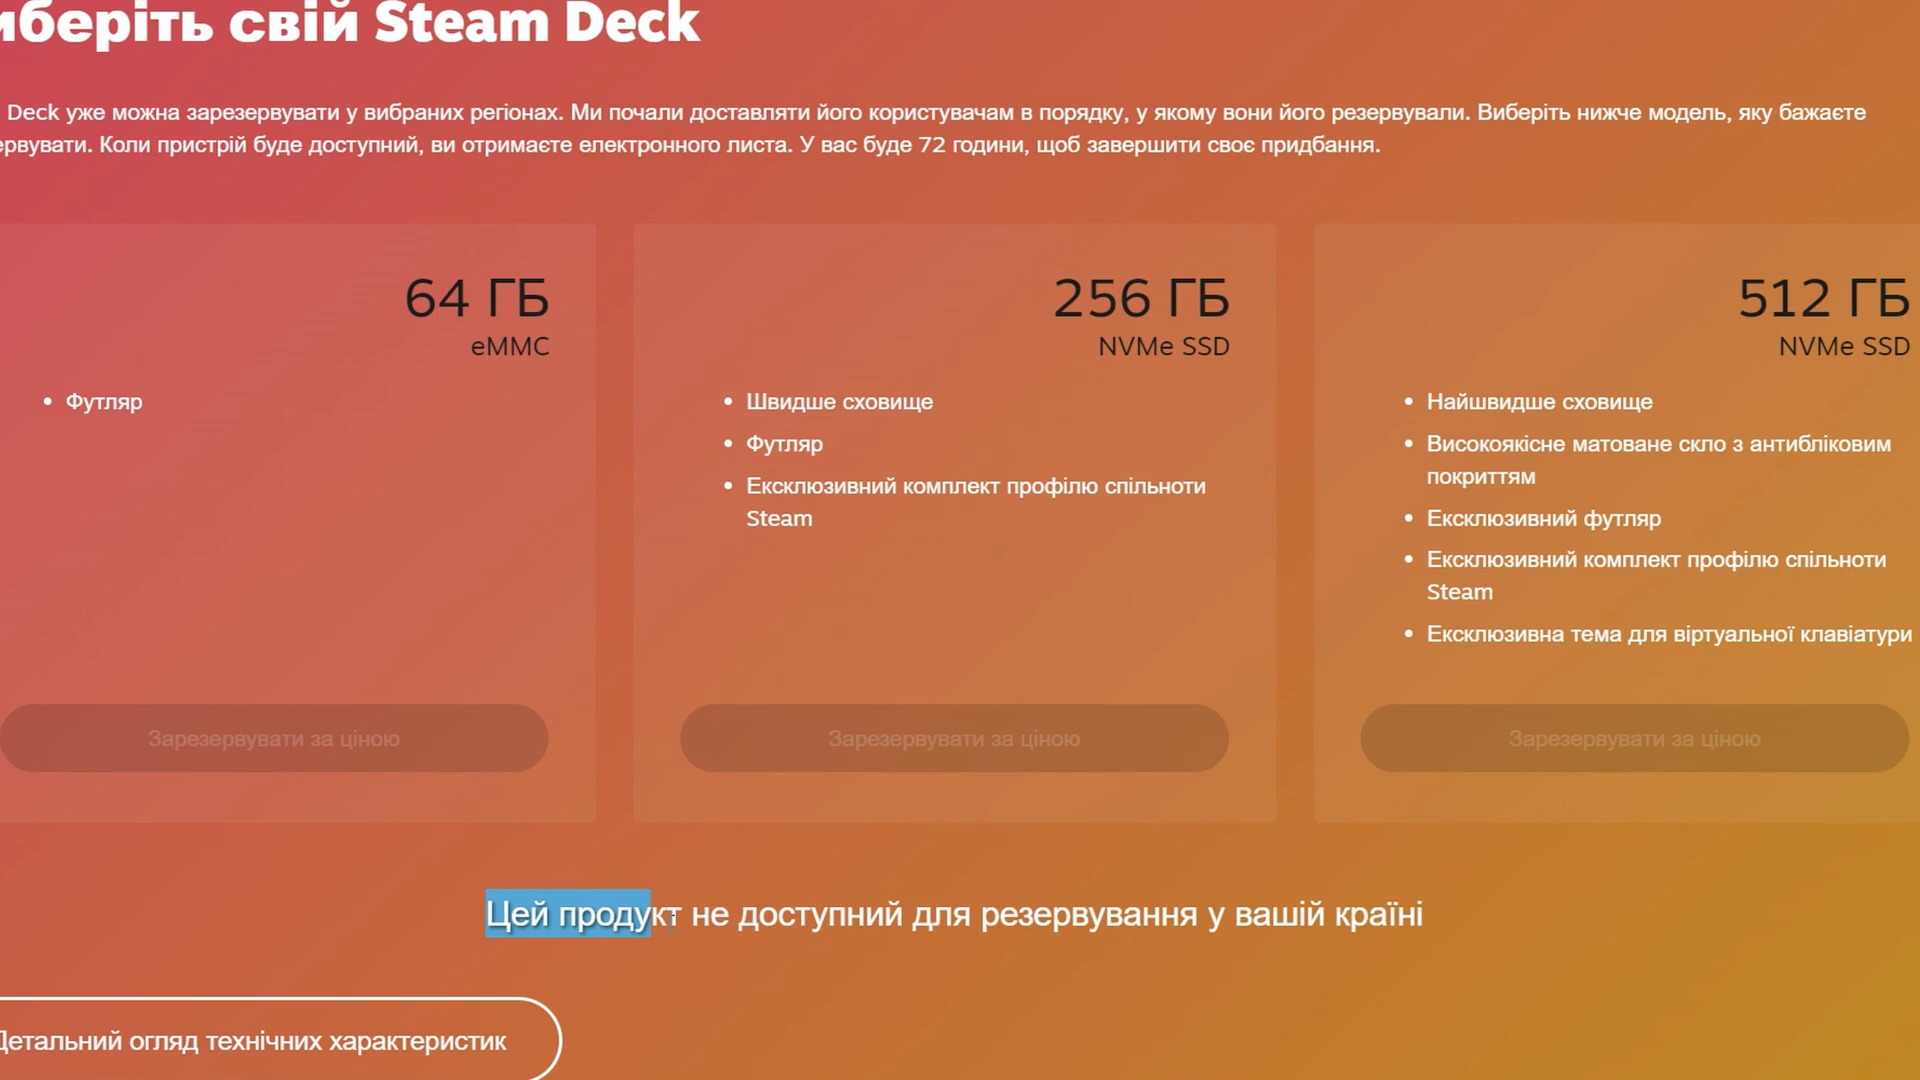 иберіть свій Steam Deck
Deck уже можна зарезервувати у вибраних регіонах. Ми почали доставляти його користувачам в порядку, у якому вони його резервували. Виберіть нижче модель, яку бажаєте
ервувати. Коли пристрій буде доступний, ви отримаєте електронного листа. У вас буде 72 години, щоб завершити своє придбання.
64 ГБ
eMMC
• Футляр
Зарезервувати за ціною
256 ГБ
NVMe SSD
• Швидше сховище
• Футляр
• Ексклюзивний комплект профілю спільноти
Steam
Зарезервувати за ціною
512 ГБ
NVMe SSD
• Найшвидше сховище
• Високоякісне матоване скло з антибліковим
покриттям
• Ексклюзивний футляр
• Ексклюзивний комплект профілю спільноти
Steam
• Ексклюзивна тема для віртуальної клавіатури
Зарезервувати за ціною
Цей продукт не доступний для резервування у вашій країні
Детальний огляд технічних характеристик